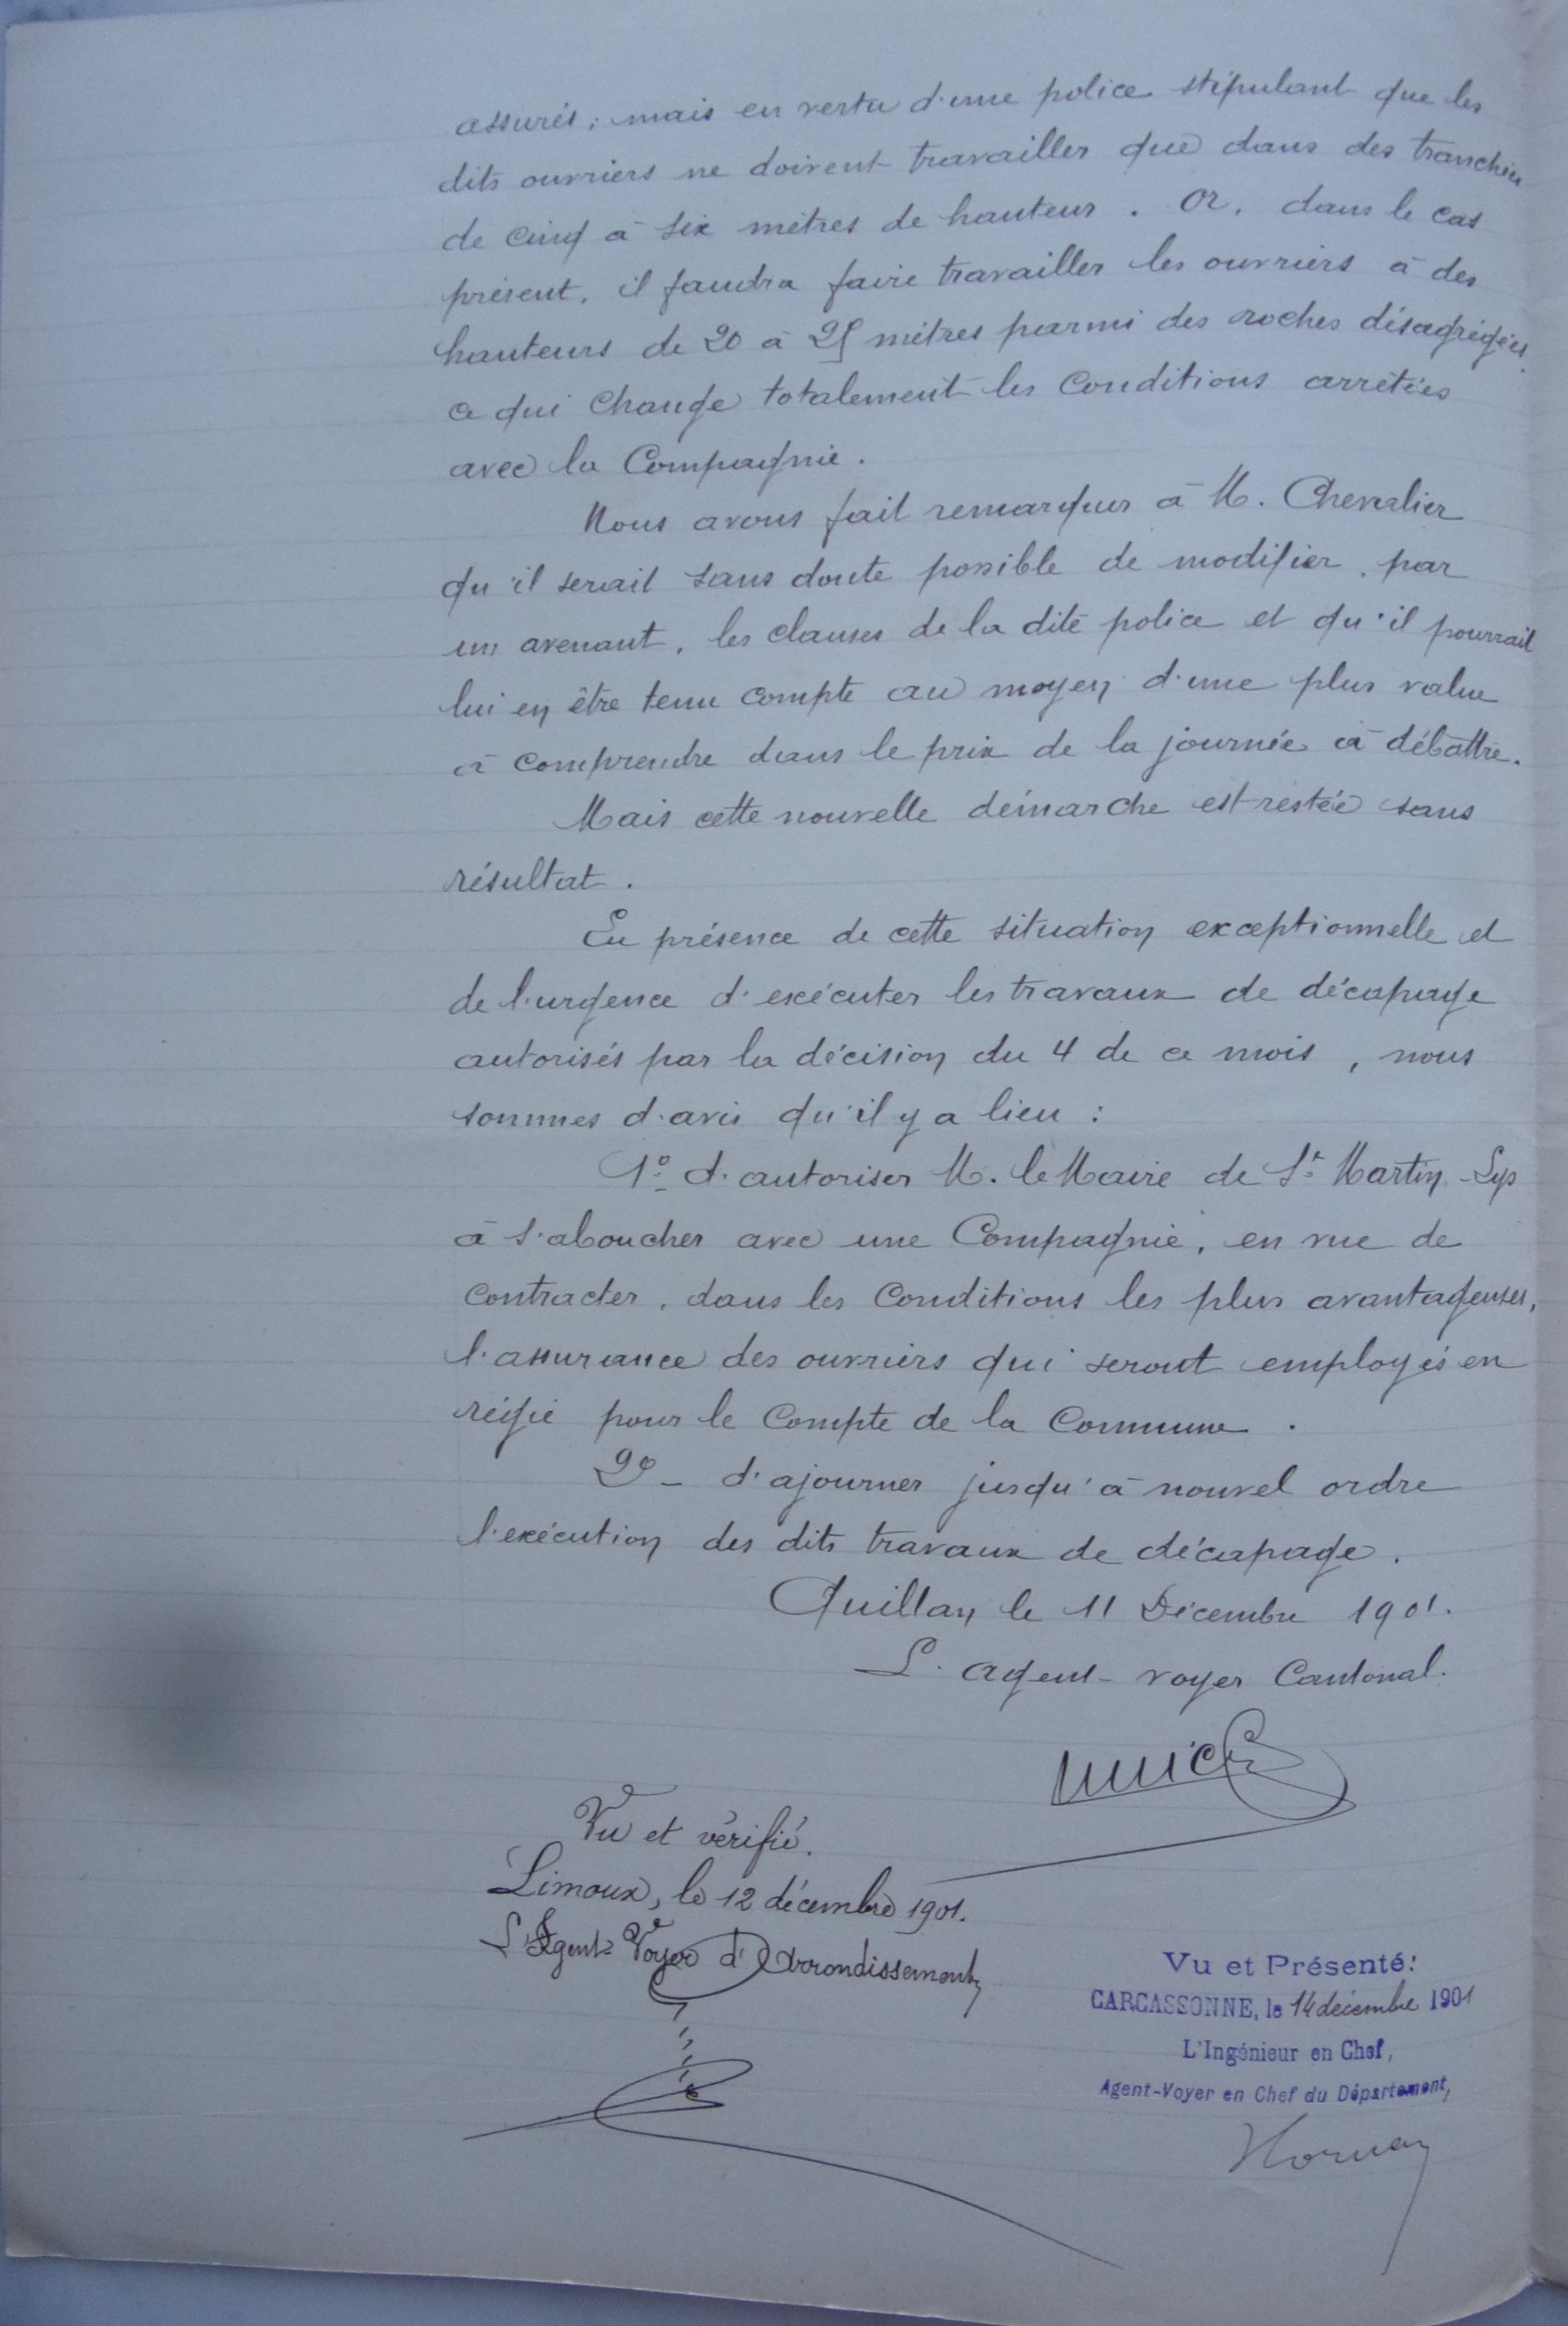 assurés ; mais en vertu d'une police stipulant que les
dits ouvriers ne doivent travailler que dans des tranchées
de cinq à six mètres de hauteur . Or, dans le cas
présent, il faudra faire travailler les ouvriers à des
hauteurs de 20 à 25 mètres parmi des roches désagrégées,
ce qui change totalement les Conditions arrêtées
avec la Compagnie .
Nous avons fait remarquer à M. Chevalier
qu'il serait sans doute possible de modifier, par
un avenant, les clauses de la dite police et qu'il pourrait
lui en être tenu compte au moyen d'une plus value
à comprendre dans le prix de la journée à débattre.
Mais cette nouvelle démarche est restée sans
résultat .
En présence de cette situation exceptionnelle et
de l'urgence d'exécuter les travaux de décapage
autorisés par la décision du 4 de ce mois , nous
sommes d'avis qu'il y a lieu :
1° d'autoriser M. le Maire de St Martin-Lys
à s'aboucher avec une Compagnie, en vue de
contracter, dans les Conditions les plus avantageuses,
l'assurance des ouvriers qui seront employés en
régie pour le Compte de la Commune .
2° - d'ajourner jusqu'à nouvel ordre
l'exécution des dits travaux de décapage .
Quillan le 11 Décembre 1901.
L'agent-voyer Cantonal.
Vu et vérifié.
Limoux, le 12 décembre 1901.
L'Agent-Voyer d'Arrondissement,
Vu et Présenté:
CARCASSONNE, le 14 décembre 1901
L'Ingénieur en Chef,
Agent-Voyer en Chef du Département,